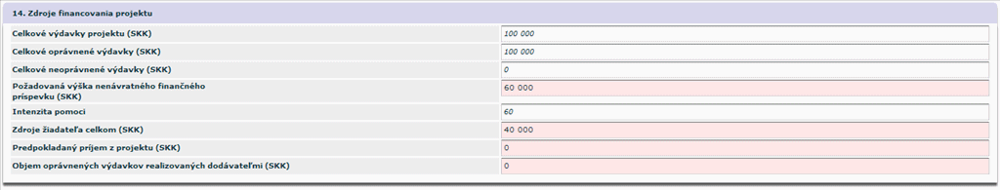 14. Zdroje financovania projektu
Celkové výdavky projektu (SKK) 100 000
Celkové oprávnené výdavky (SKK) 100 000
Celkové neoprávnené výdavky (SKK) 0
Požadovaná výška nenávratného finančného 60 000
príspevku (SKK)
Intenzita pomoci 60
Zdroje žiadateľa celkom (SKK) 40 000
Predpokladaný príjem z projektu (SKK) 0
Objem oprávnených výdavkov realizovaných dodávateľmi (SKK) 0